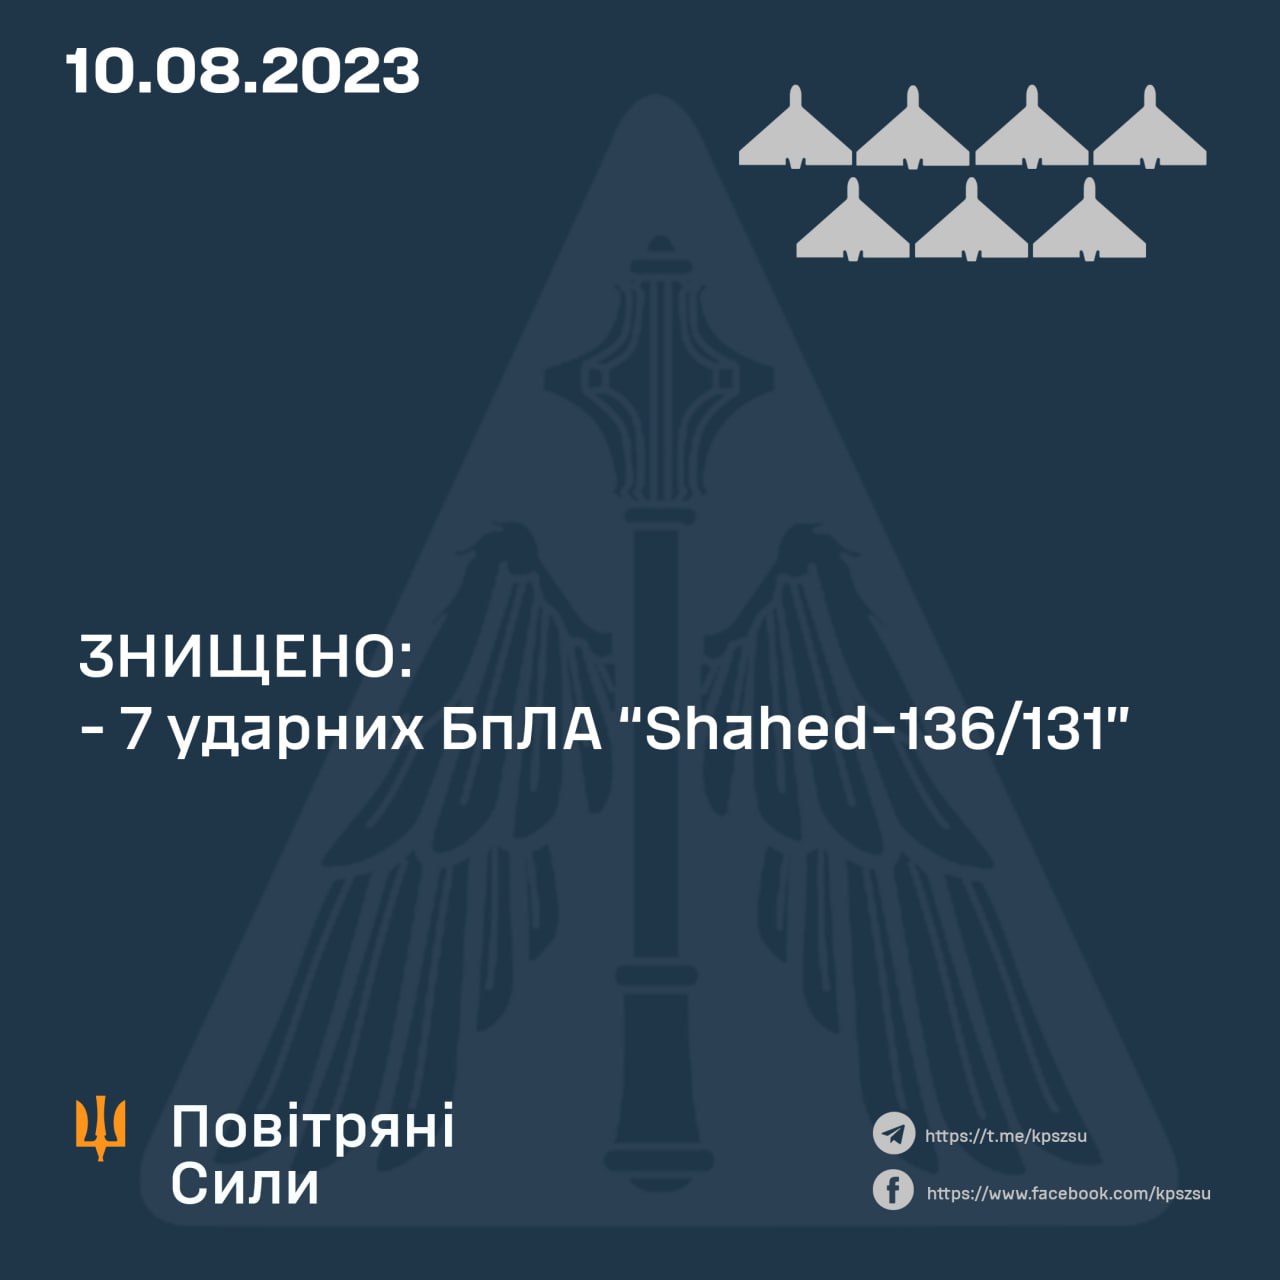 10.08.2023
ЗНИЩЕНО:
- 7 ударних БпЛА “Shahed-136/131”
Повітряні
Сили
https://t.me/kpszsu
https://www.facebook.com/kpszsu